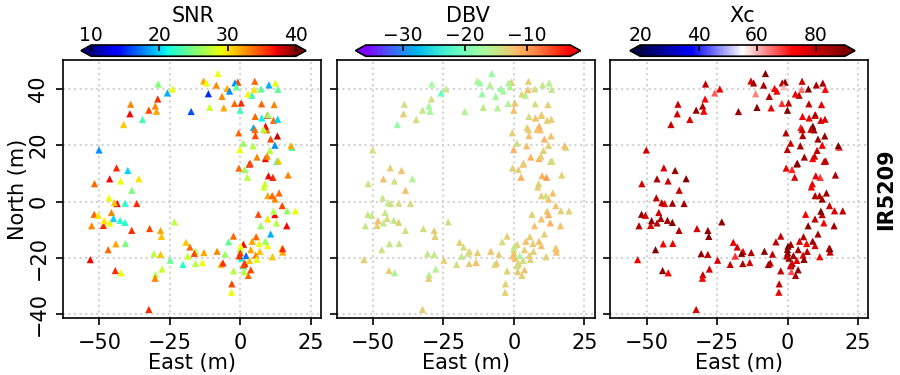 SNR DBV Xc
10 20 30 40 −30 −20 −10 20 40 60 80
40
20
0
−20
−40
North (m)
IR5209
−50 −25 0 25 −50 −25 0 25 −50 −25 0 25
East (m) East (m) East (m)